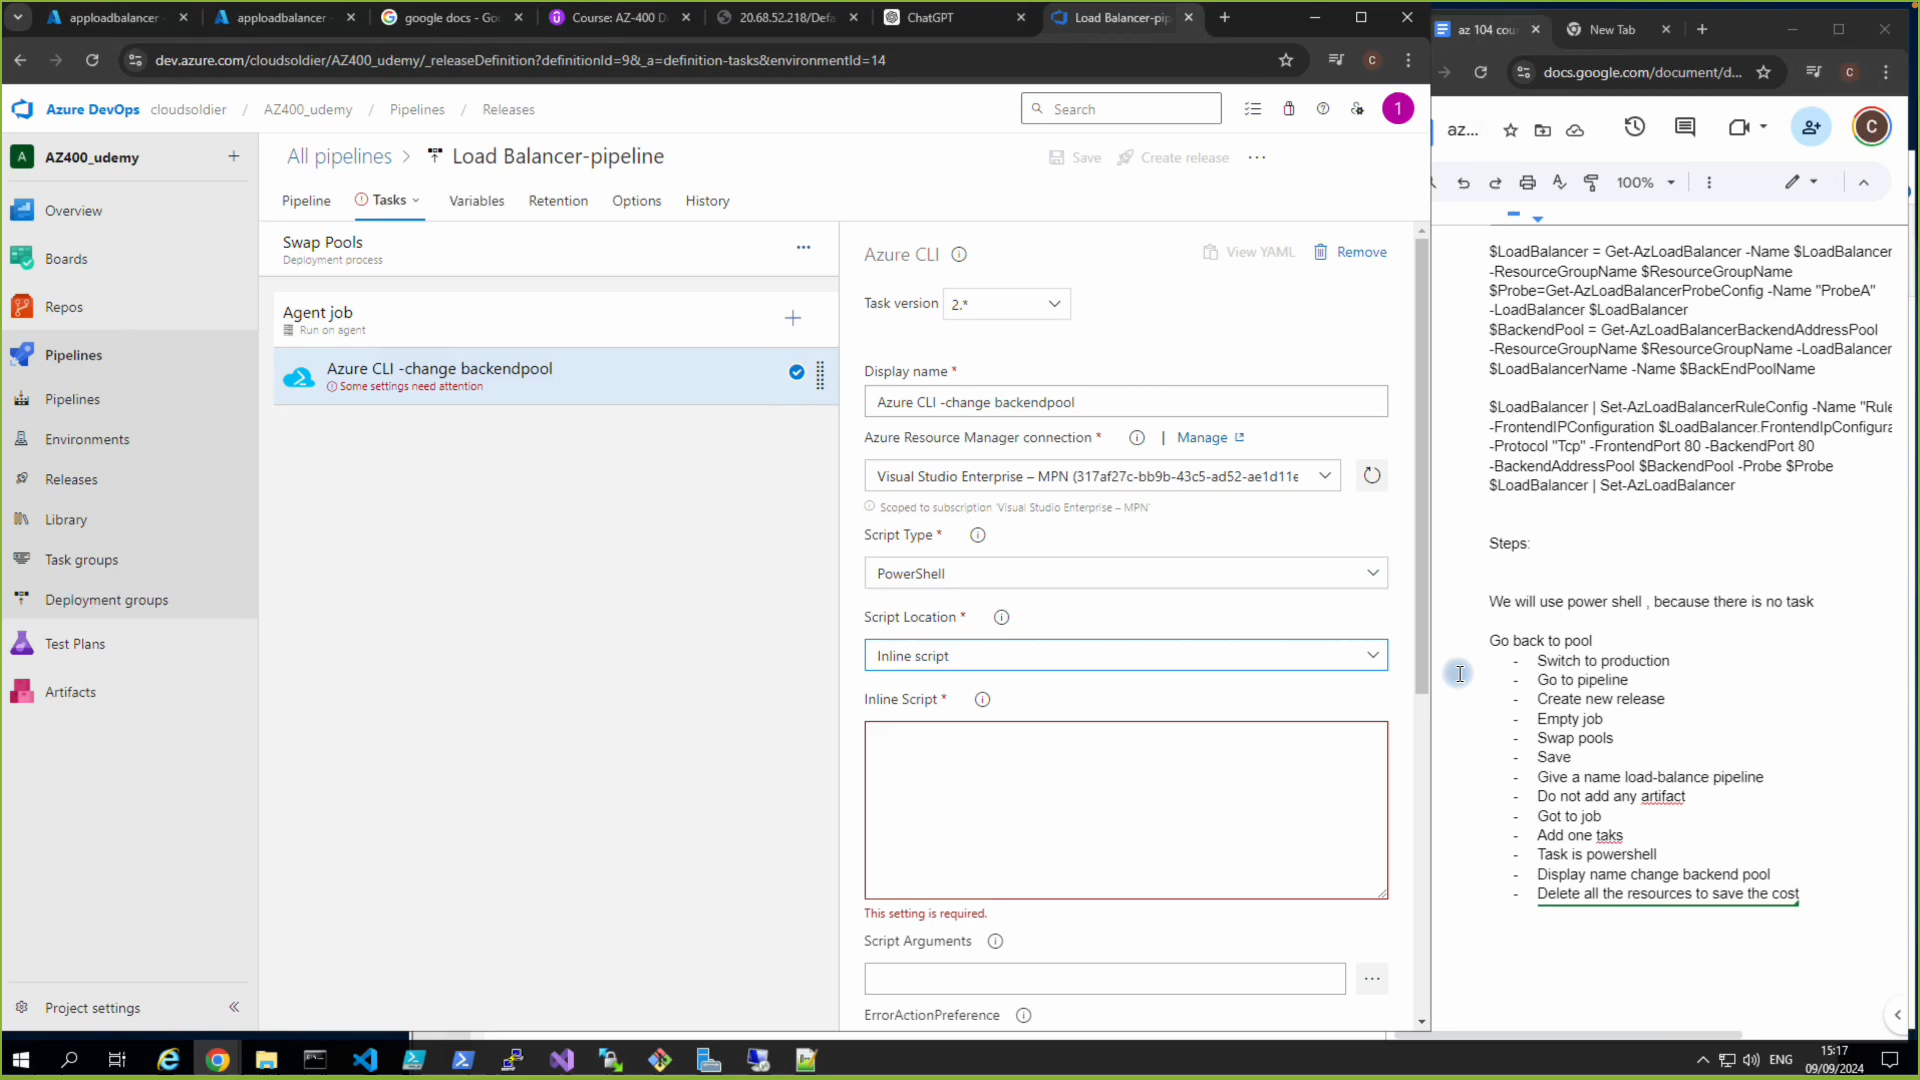 apploadbalancer
apploadbalancer
google docs - Go
Course: AZ-400 D
20.68.52.218/Defa
ChatGPT
Load Balancer-pip
az 104 cou
New Tab
dev.azure.com/cloudsoldier/AZ400_udemy/_releaseDefinition?definitionId=9&_a=definition-tasks&environmentId=14
C
docs.google.com/document/d...
C
Azure DevOps
cloudsoldier / AZ400_udemy / Pipelines / Releases
Search
1
az...
C
100%
A
AZ400_udemy
Overview
Boards
Repos
Pipelines
Pipelines
Environments
Releases
Library
Task groups
Deployment groups
Test Plans
Artifacts
Project settings
All pipelines > Load Balancer-pipeline
Save
Create release
Pipeline
Tasks
Variables
Retention
Options
History
Swap Pools
Deployment process
Agent job
Run on agent
Azure CLI -change backendpool
Some settings need attention
Azure CLI
View YAML
Remove
Task version
2.*
Display name *
Azure CLI -change backendpool
Azure Resource Manager connection *
| Manage
Visual Studio Enterprise – MPN (317af27c-bb9b-43c5-ad52-ae1d11e
Scoped to subscription 'Visual Studio Enterprise – MPN'
Script Type *
PowerShell
Script Location *
Inline script
Inline Script *
This setting is required.
Script Arguments
ErrorActionPreference
$LoadBalancer = Get-AzLoadBalancer -Name $LoadBalancer
-ResourceGroupName $ResourceGroupName
$Probe=Get-AzLoadBalancerProbeConfig -Name "ProbeA"
-LoadBalancer $LoadBalancer
$BackendPool = Get-AzLoadBalancerBackendAddressPool
-ResourceGroupName $ResourceGroupName -LoadBalancer
$LoadBalancerName -Name $BackEndPoolName
$LoadBalancer | Set-AzLoadBalancerRuleConfig -Name "Rule
-FrontendIPConfiguration $LoadBalancer.FrontendIpConfigura
-Protocol "Tcp" -FrontendPort 80 -BackendPort 80
-BackendAddressPool $BackendPool -Probe $Probe
$LoadBalancer | Set-AzLoadBalancer
Steps:
We will use power shell , because there is no task
Go back to pool
- Switch to production
- Go to pipeline
- Create new release
- Empty job
- Swap pools
- Save
- Give a name load-balance pipeline
- Do not add any artifact
- Got to job
- Add one taks
- Task is powershell
- Display name change backend pool
- Delete all the resources to save the cost
ENG
15:17
09/09/2024